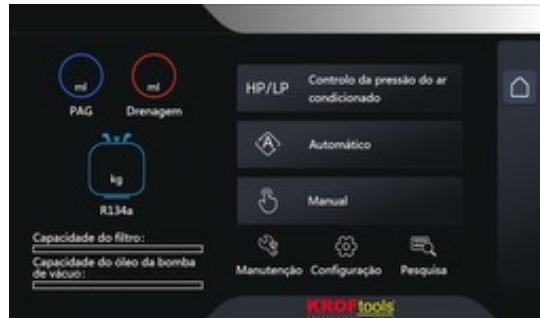 ml
ml
PAG
Drenagem
kg
R134a
Capacidade do filtro:
Capacidade do óleo da bomba
de vácuo:
HP/LP
Controlo da pressão do ar
condicionado
A
Automático
Manual
Manutenção
Configuração
Pesquisa
KROFtools